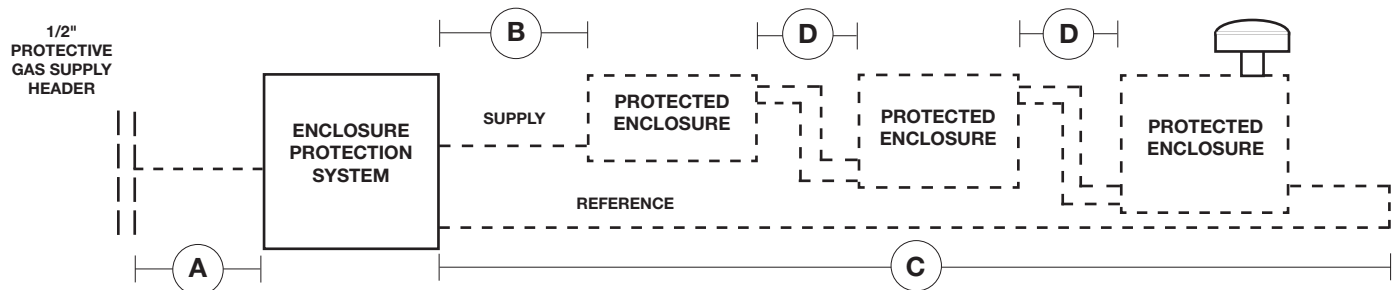 1/2"
PROTECTIVE
GAS SUPPLY
HEADER
A
ENCLOSURE
PROTECTION
SYSTEM
B
SUPPLY
PROTECTED
ENCLOSURE
D
PROTECTED
ENCLOSURE
D
PROTECTED
ENCLOSURE
REFERENCE
C